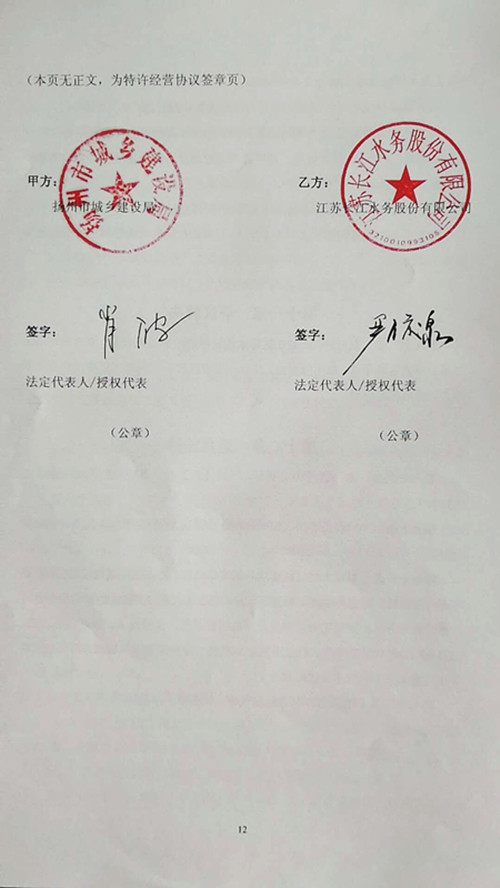 （本页无正文，为特许经营协议签章页）
甲方：
扬州市城乡建设局
扬州市城乡建设局
乙方：
江苏长江水务股份有限公司
江苏长江水务股份有限公司
3210010953105
签字：
签字：
法定代表人/授权代表
法定代表人/授权代表
（公章）
（公章）
12